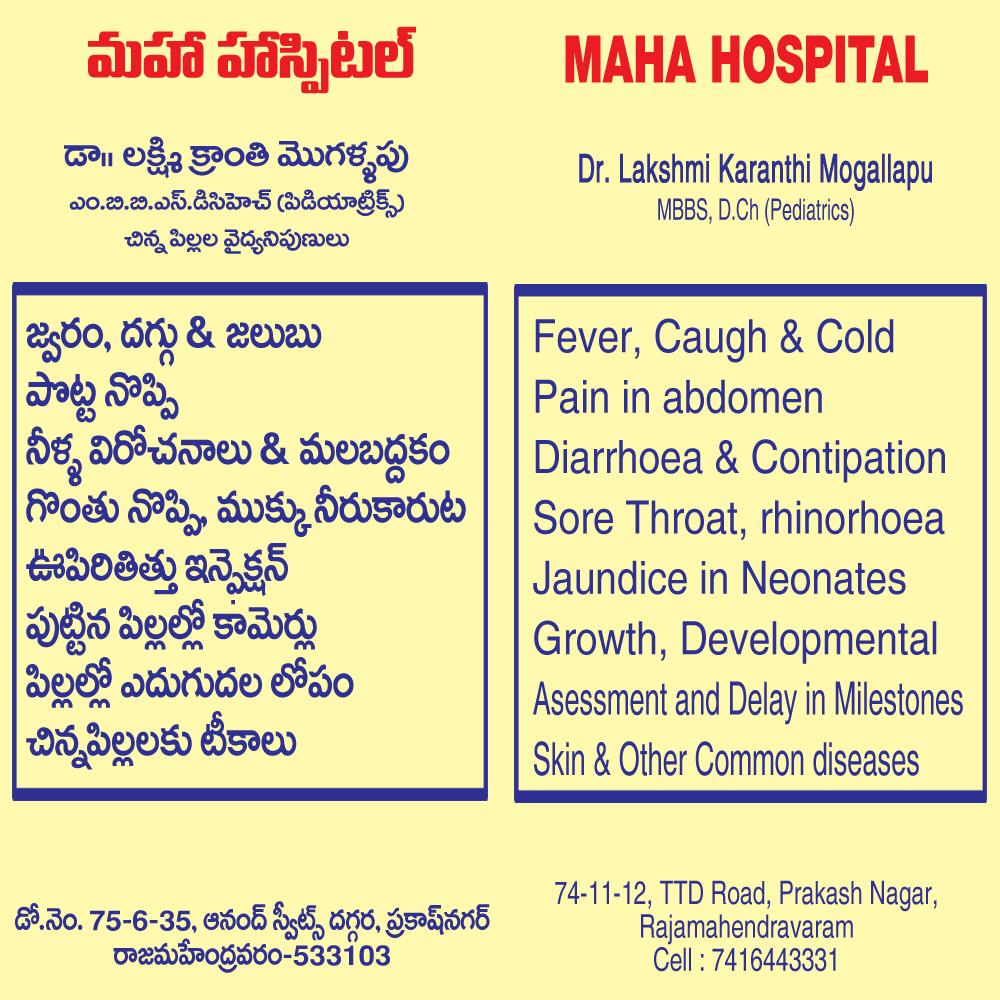 మహా హాస్పిటల్
డా॥ లక్ష్మి క్రాంతి మొగళ్ళపు
ఎం.బి.బి.ఎస్.డిసిహెచ్ (పిడియాట్రిక్స్)
చిన్న పిల్లల వైద్యనిపుణులు
జ్వరం, దగ్గు & జలుబు
పొట్ట నొప్పి
నీళ్ళ విరోచనాలు & మలబద్దకం
గొంతు నొప్పి, ముక్కు నీరుకారుట
ఊపిరితిత్తు ఇన్ఫెక్షన్
పుట్టిన పిల్లల్లో కామెర్లు
పిల్లల్లో ఎదుగుదల లోపం
చిన్నపిల్లలకు టీకాలు
డో.నెం. 75-6-35, ఆనంద్ స్వీట్స్ దగ్గర, ప్రకాష్‌నగర్
రాజమహేంద్రవరం-533103
MAHA HOSPITAL
Dr. Lakshmi Karanthi Mogallapu
MBBS, D.Ch (Pediatrics)
Fever, Caugh & Cold
Pain in abdomen
Diarrhoea & Contipation
Sore Throat, rhinorhoea
Jaundice in Neonates
Growth, Developmental
Asessment and Delay in Milestones
Skin & Other Common diseases
74-11-12, TTD Road, Prakash Nagar,
Rajamahendravaram
Cell : 7416443331